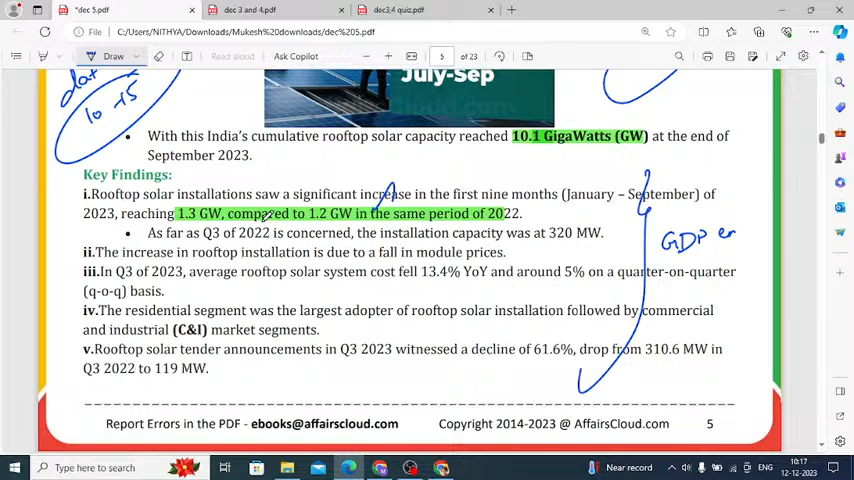 *dec 5.pdf
dec 3 and 4.pdf
dec3,4 quiz.pdf
File
C:/Users/NITHYA/Downloads/Mukesh%20downloads/dec%205.pdf
Draw
Read aloud
Ask Copilot
5
of 23
July-Sep
10 -15
• With this India's cumulative rooftop solar capacity reached 10.1 GigaWatts (GW) at the end of
September 2023.
Key Findings:
i.Rooftop solar installations saw a significant increase in the first nine months (January – September) of
2023, reaching 1.3 GW, compared to 1.2 GW in the same period of 2022.
• As far as Q3 of 2022 is concerned, the installation capacity was at 320 MW.
GDP er
ii.The increase in rooftop installation is due to a fall in module prices.
iii.In Q3 of 2023, average rooftop solar system cost fell 13.4% YoY and around 5% on a quarter-on-quarter
(q-o-q) basis.
iv.The residential segment was the largest adopter of rooftop solar installation followed by commercial
and industrial (C&I) market segments.
v.Rooftop solar tender announcements in Q3 2023 witnessed a decline of 61.6%, drop from 310.6 MW in
Q3 2022 to 119 MW.
Report Errors in the PDF - ebooks@affairscloud.com
Copyright 2014-2023 @ AffairsCloud.com
5
Type here to search
Near record
ENG
10:17
12-12-2023